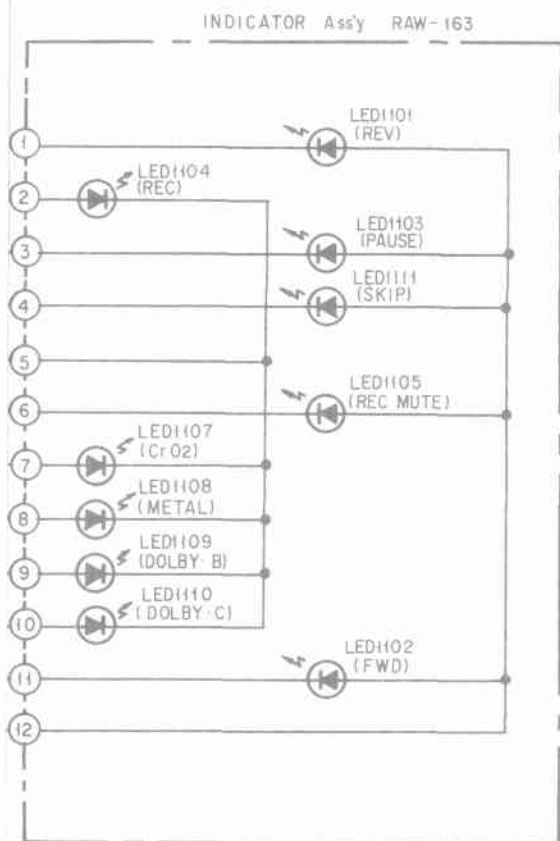 INDICATOR Ass'y RAW-163
1
LED1101
(REV)
2
LED1104
(REC)
3
LED1103
(PAUSE)
4
LED1111
(SKIP)
5
6
LED1105
(REC MUTE)
7
LED1107
(CrO2)
8
LED1108
(METAL)
9
LED1109
(DOLBY·B)
10
LED1110
(DOLBY·C)
11
LED1102
(FWD)
12